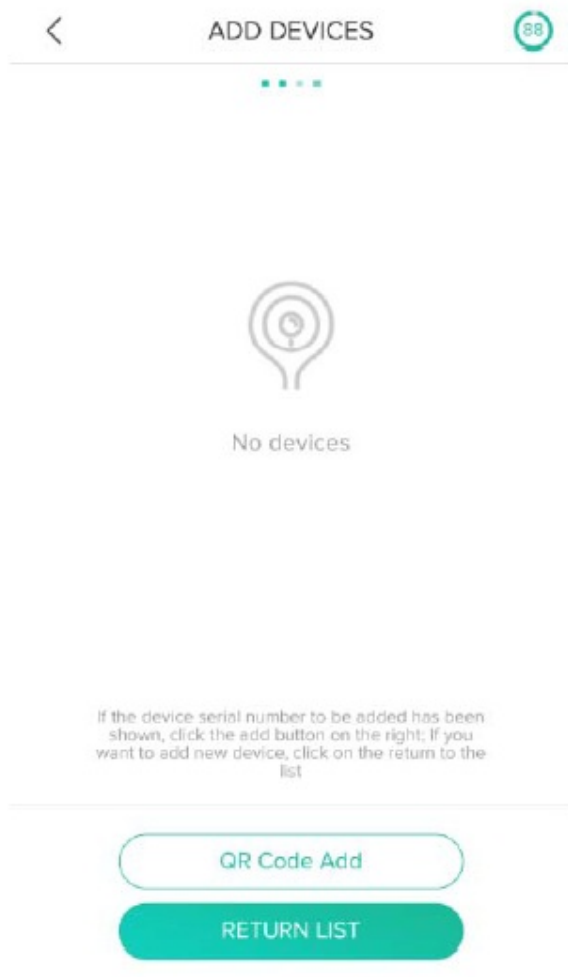 ADD DEVICES
88
No devices
If the device serial number to be added has been
shown, click the add button on the right; If you
want to add new device, click on the return to the
list
QR Code Add
RETURN LIST